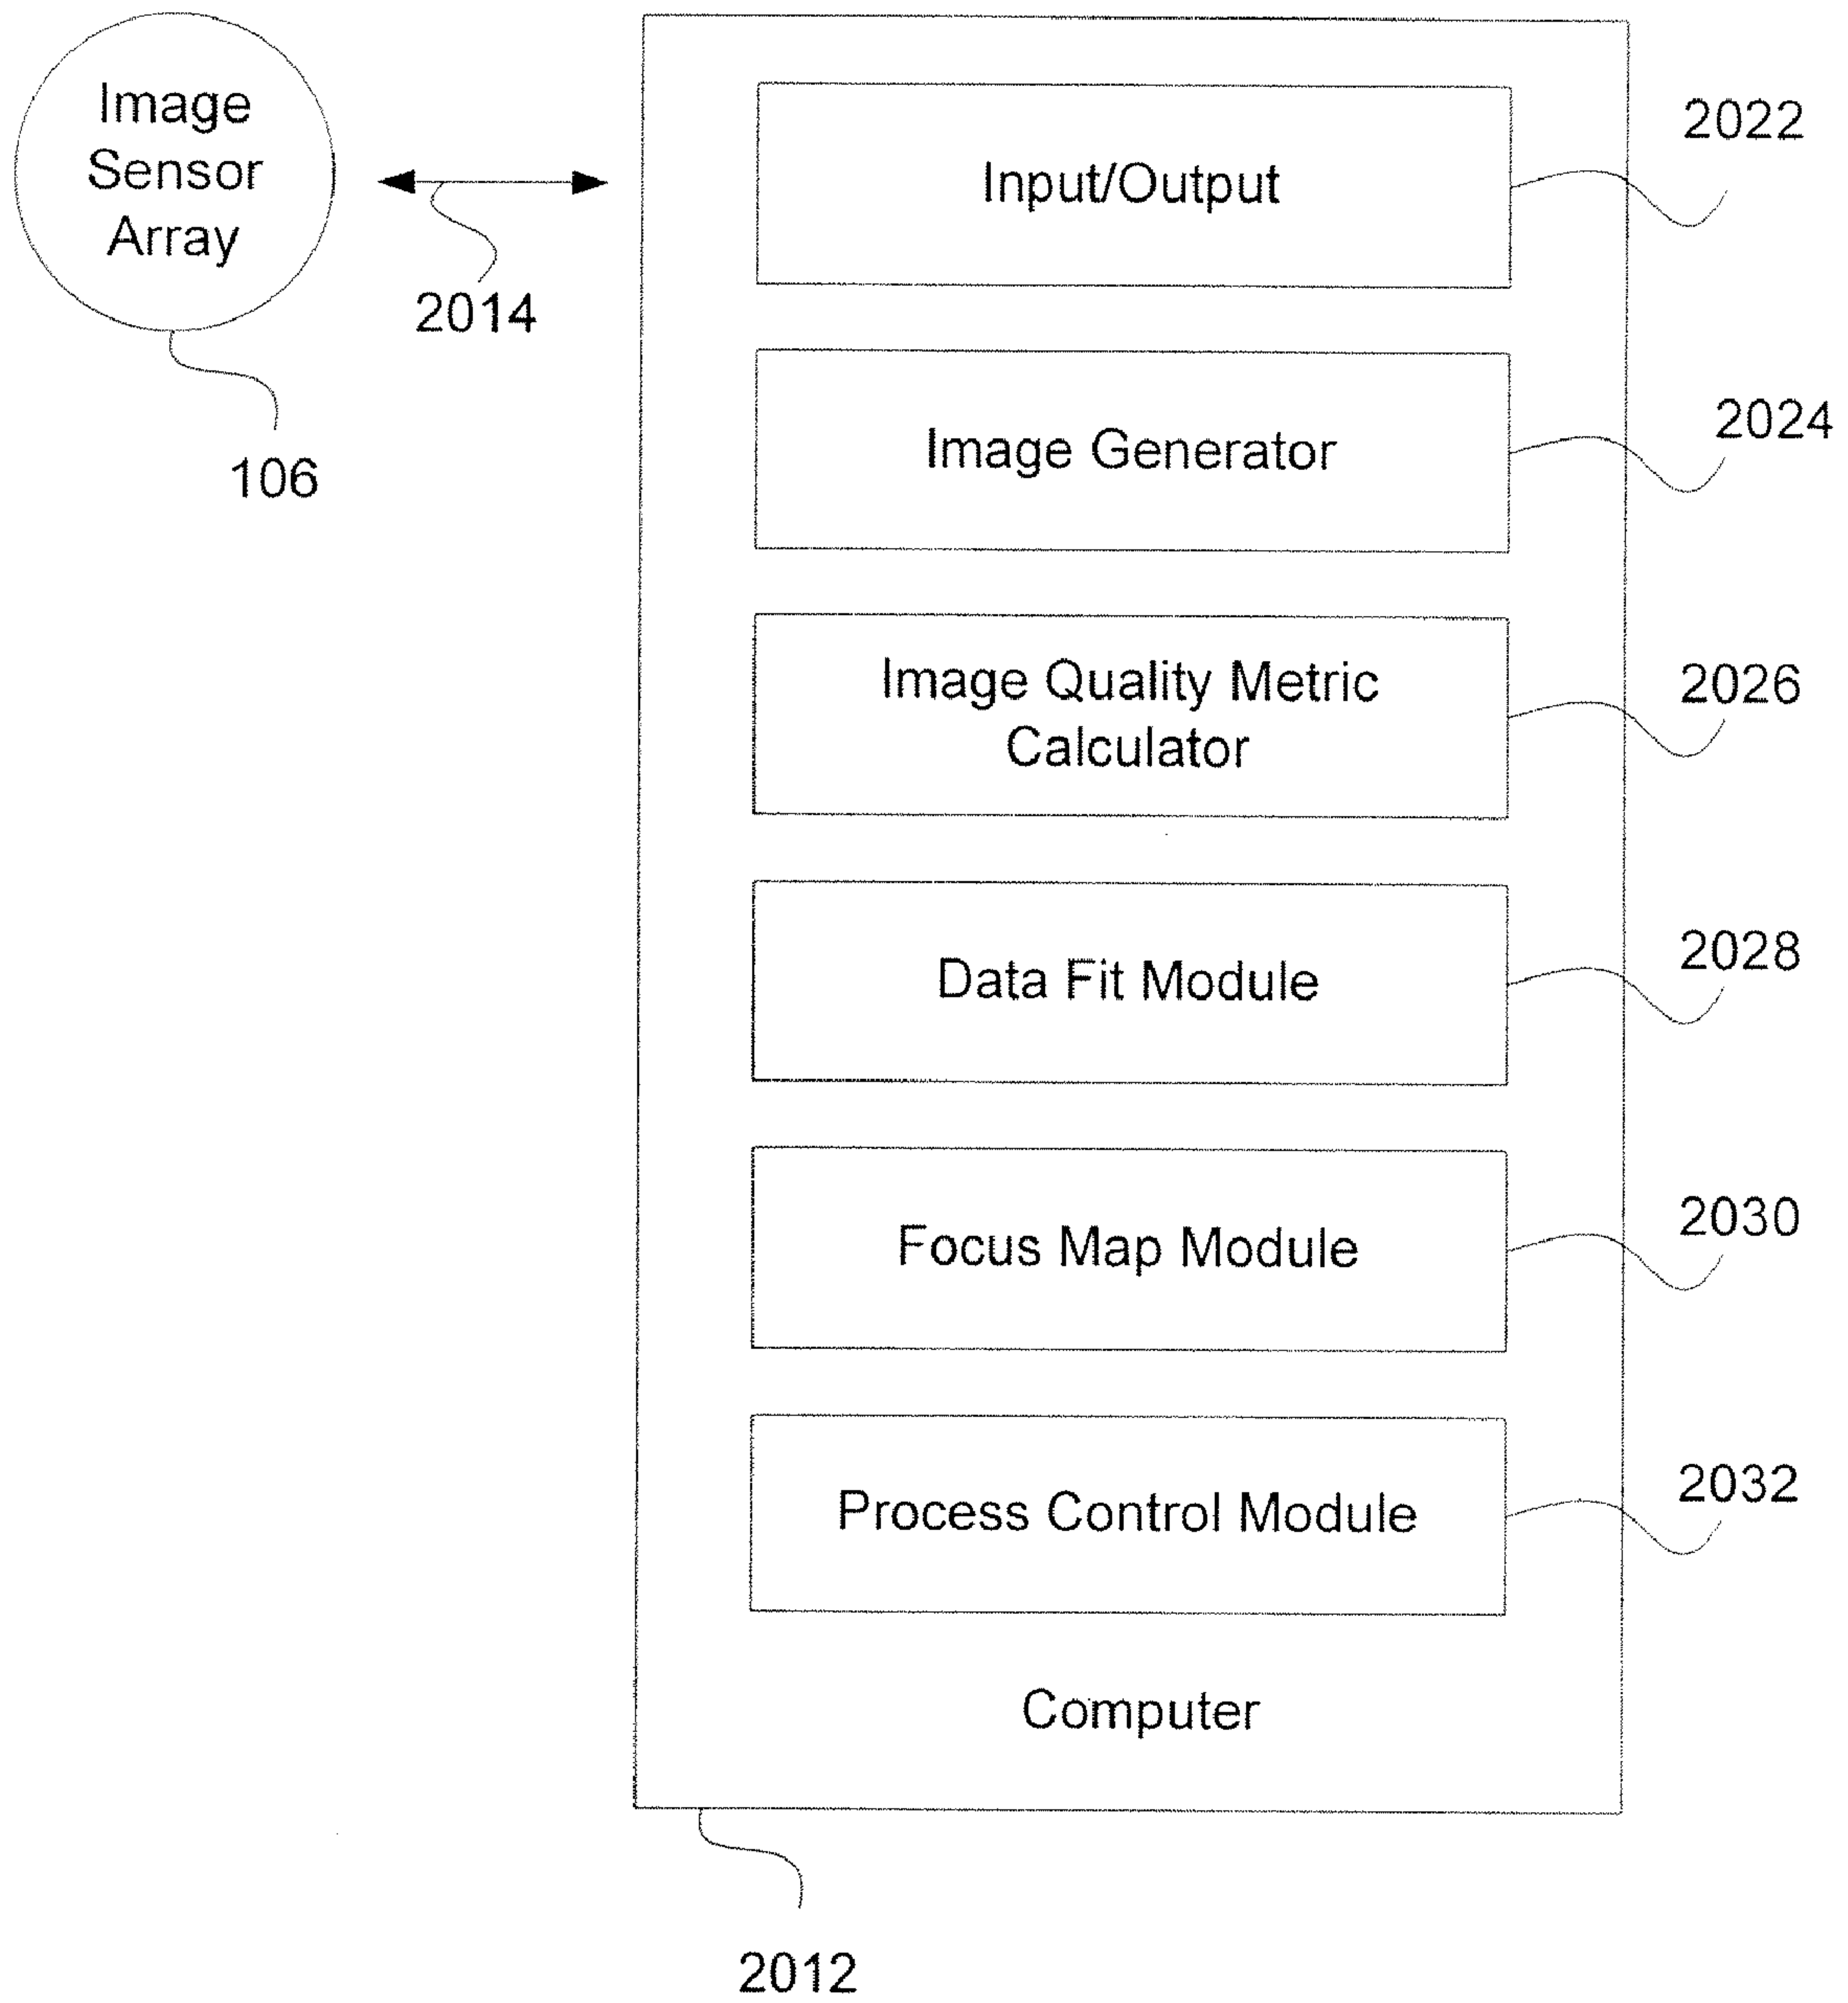 Image
Sensor
Array
106
2014
Input/Output
2022
Image Generator
2024
Image Quality Metric
Calculator
2026
Data Fit Module
2028
Focus Map Module
2030
Process Control Module
2032
Computer
2012